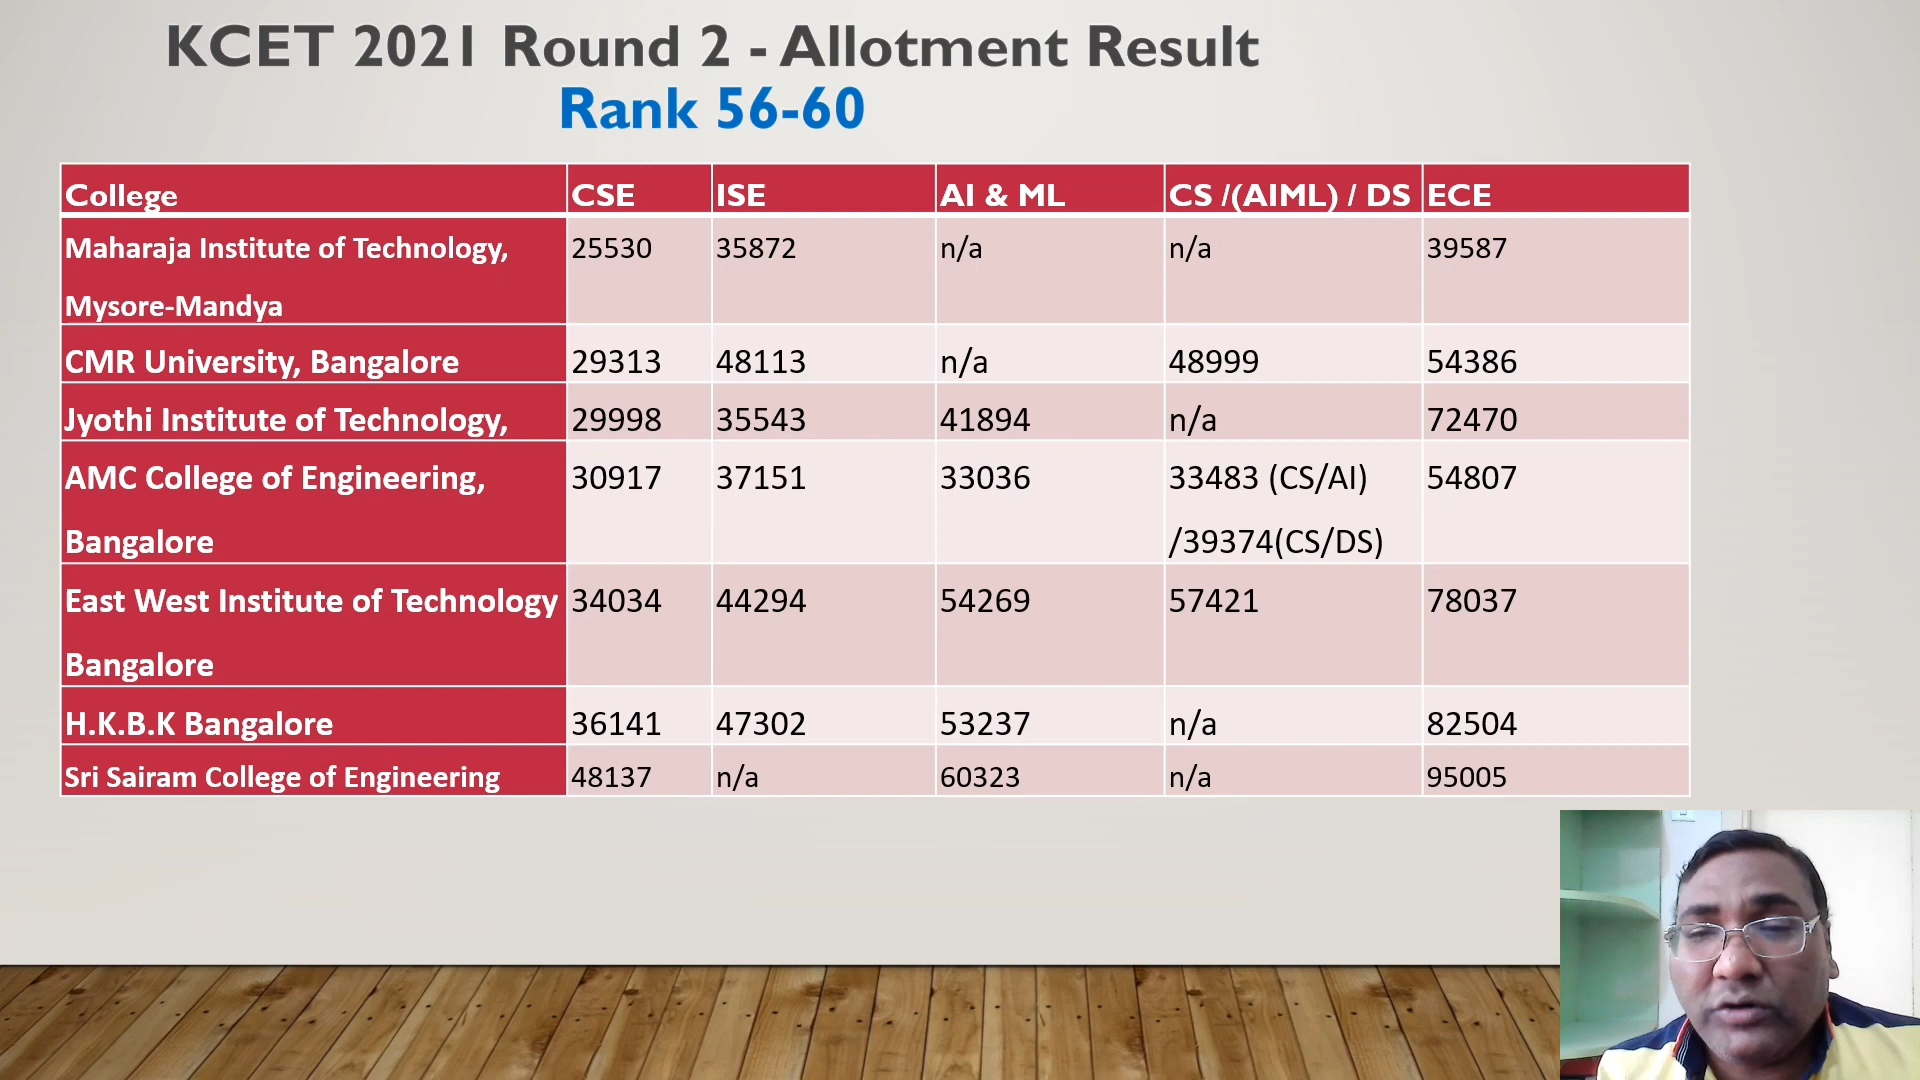 KCET 2021 Round 2 - Allotment Result
Rank 56-60
College CSE ISE AI & ML CS /(AIML) / DS ECE
Maharaja Institute of Technology, 25530 35872 n/a n/a 39587
Mysore-Mandya
CMR University, Bangalore 29313 48113 n/a 48999 54386
Jyothi Institute of Technology, 29998 35543 41894 n/a 72470
AMC College of Engineering, 30917 37151 33036 33483 (CS/AI) 54807
Bangalore /39374(CS/DS)
East West Institute of Technology 34034 44294 54269 57421 78037
Bangalore
H.K.B.K Bangalore 36141 47302 53237 n/a 82504
Sri Sairam College of Engineering 48137 n/a 60323 n/a 95005